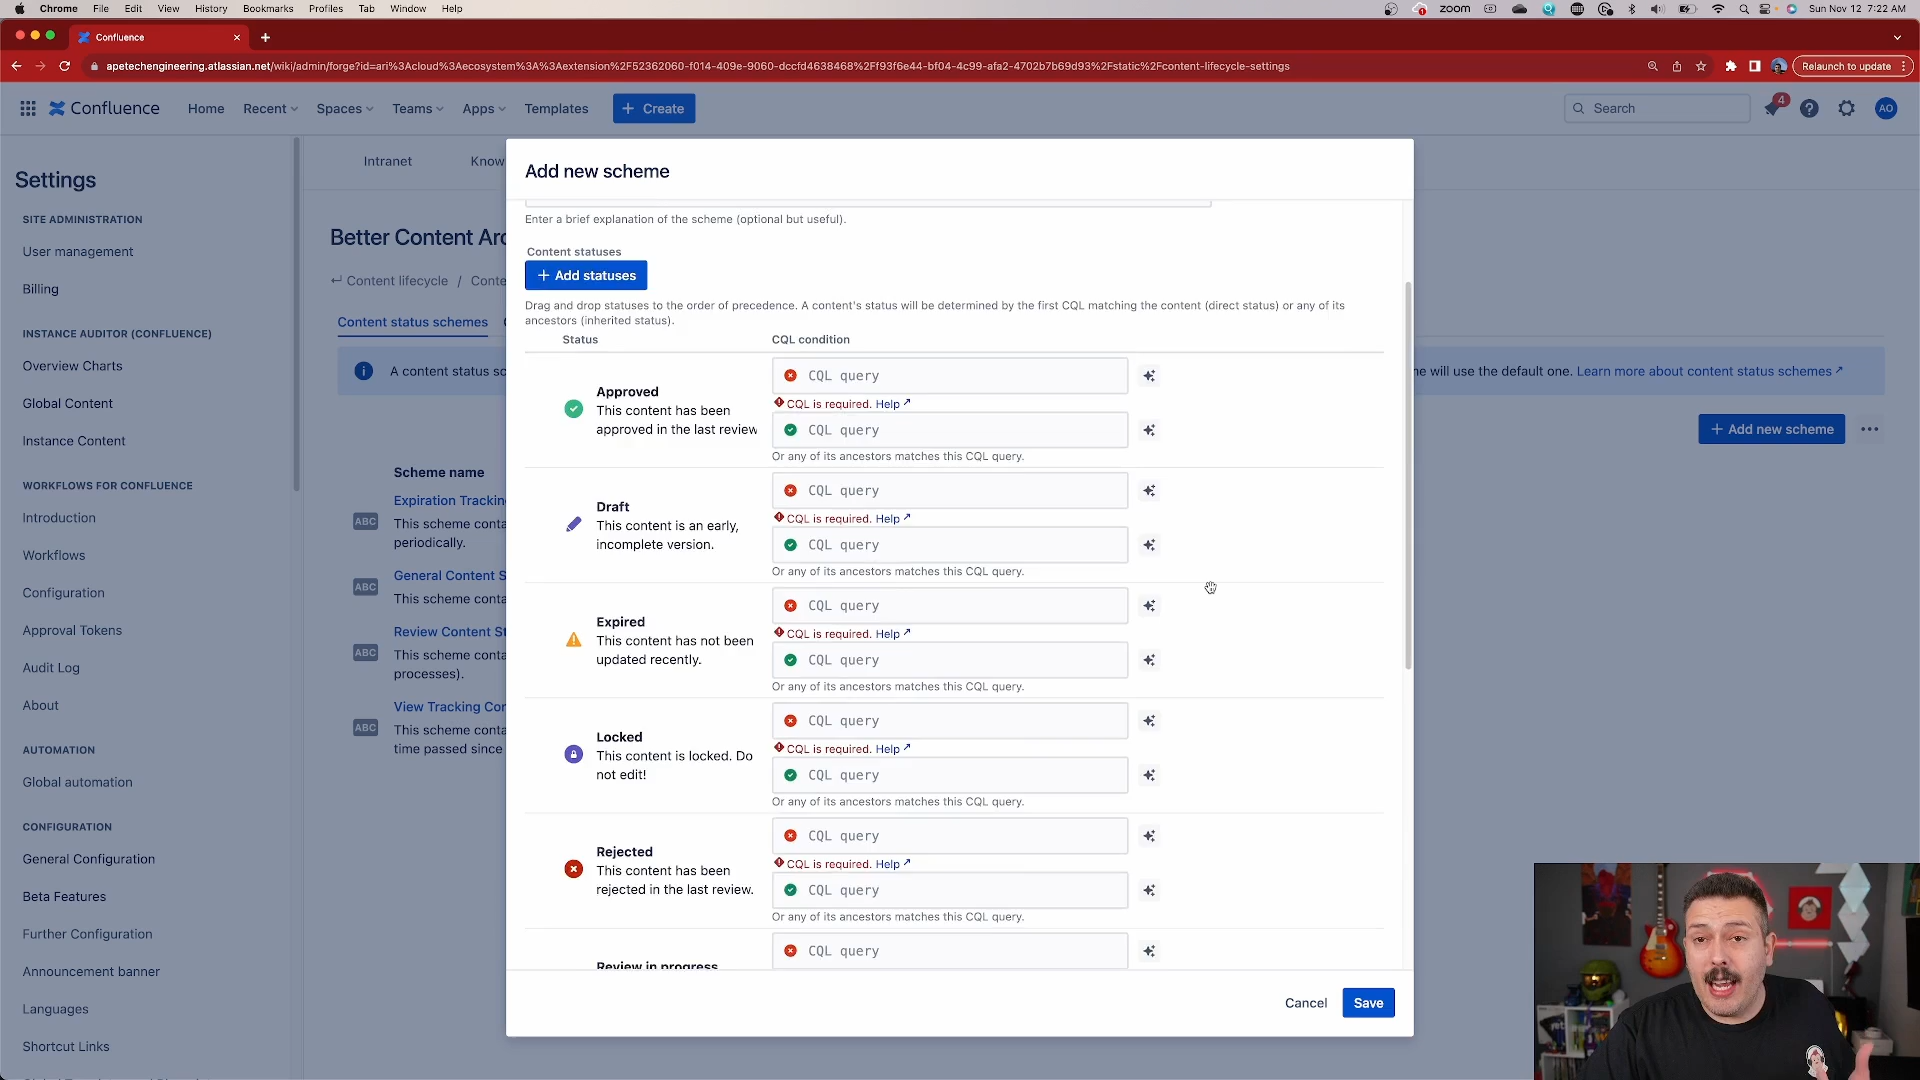 Chrome File Edit View History Bookmarks Profiles Tab Window Help
zoom
Sun Nov 12 7:22 AM
Confluence
apetechengineering.atlassian.net/wiki/admin/forge?id=ari%3Acloud%3Aecosystem%3A%3Aextension%2F52362060-f014-409e-9060-dccfd4638468%2Ff93f6e44-bf04-4c99-afa2-4702b7b69d93%2Fstatic%2Fcontent-lifecycle-settings
Relaunch to update
Confluence
Home Recent Spaces Teams Apps Templates + Create
Search
4
AO
Settings
SITE ADMINISTRATION
User management
Billing
INSTANCE AUDITOR (CONFLUENCE)
Overview Charts
Global Content
Instance Content
WORKFLOWS FOR CONFLUENCE
Introduction
Workflows
Configuration
Approval Tokens
Audit Log
About
AUTOMATION
Global automation
CONFIGURATION
General Configuration
Beta Features
Further Configuration
Announcement banner
Languages
Shortcut Links
Intranet Know
Better Content Arc
Content lifecycle / Conte
Content status schemes
A content status sc
ne will use the default one. Learn more about content status schemes
+ Add new scheme
Scheme name
ABC
Expiration Trackin
This scheme conta
periodically.
ABC
General Content S
This scheme conta
ABC
Review Content St
This scheme conta
processes).
ABC
View Tracking Cor
This scheme conta
time passed since
Add new scheme
Enter a brief explanation of the scheme (optional but useful).
Content statuses
+ Add statuses
Drag and drop statuses to the order of precedence. A content's status will be determined by the first CQL matching the content (direct status) or any of its
ancestors (inherited status).
Status CQL condition
Approved
This content has been
approved in the last review
CQL query
CQL is required. Help
CQL query
Or any of its ancestors matches this CQL query.
Draft
This content is an early,
incomplete version.
CQL query
CQL is required. Help
CQL query
Or any of its ancestors matches this CQL query.
Expired
This content has not been
updated recently.
CQL query
CQL is required. Help
CQL query
Or any of its ancestors matches this CQL query.
Locked
This content is locked. Do
not edit!
CQL query
CQL is required. Help
CQL query
Or any of its ancestors matches this CQL query.
Rejected
This content has been
rejected in the last review.
CQL query
CQL is required. Help
CQL query
Or any of its ancestors matches this CQL query.
Review in progress
CQL query
Cancel Save